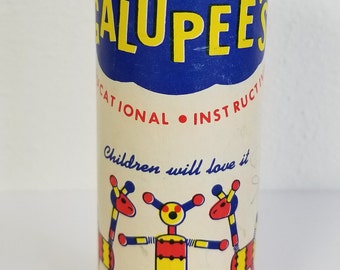 GALUPEE'S
CATIONAL • INSTRUCTI
Children will love it